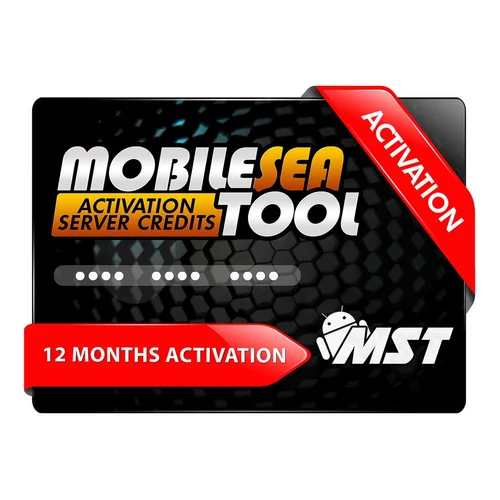 ACTIVATION
MOBILESEA
ACTIVATION
SERVER CREDITS
TOOL
•••• •••• ••••
12 MONTHS ACTIVATION
MST